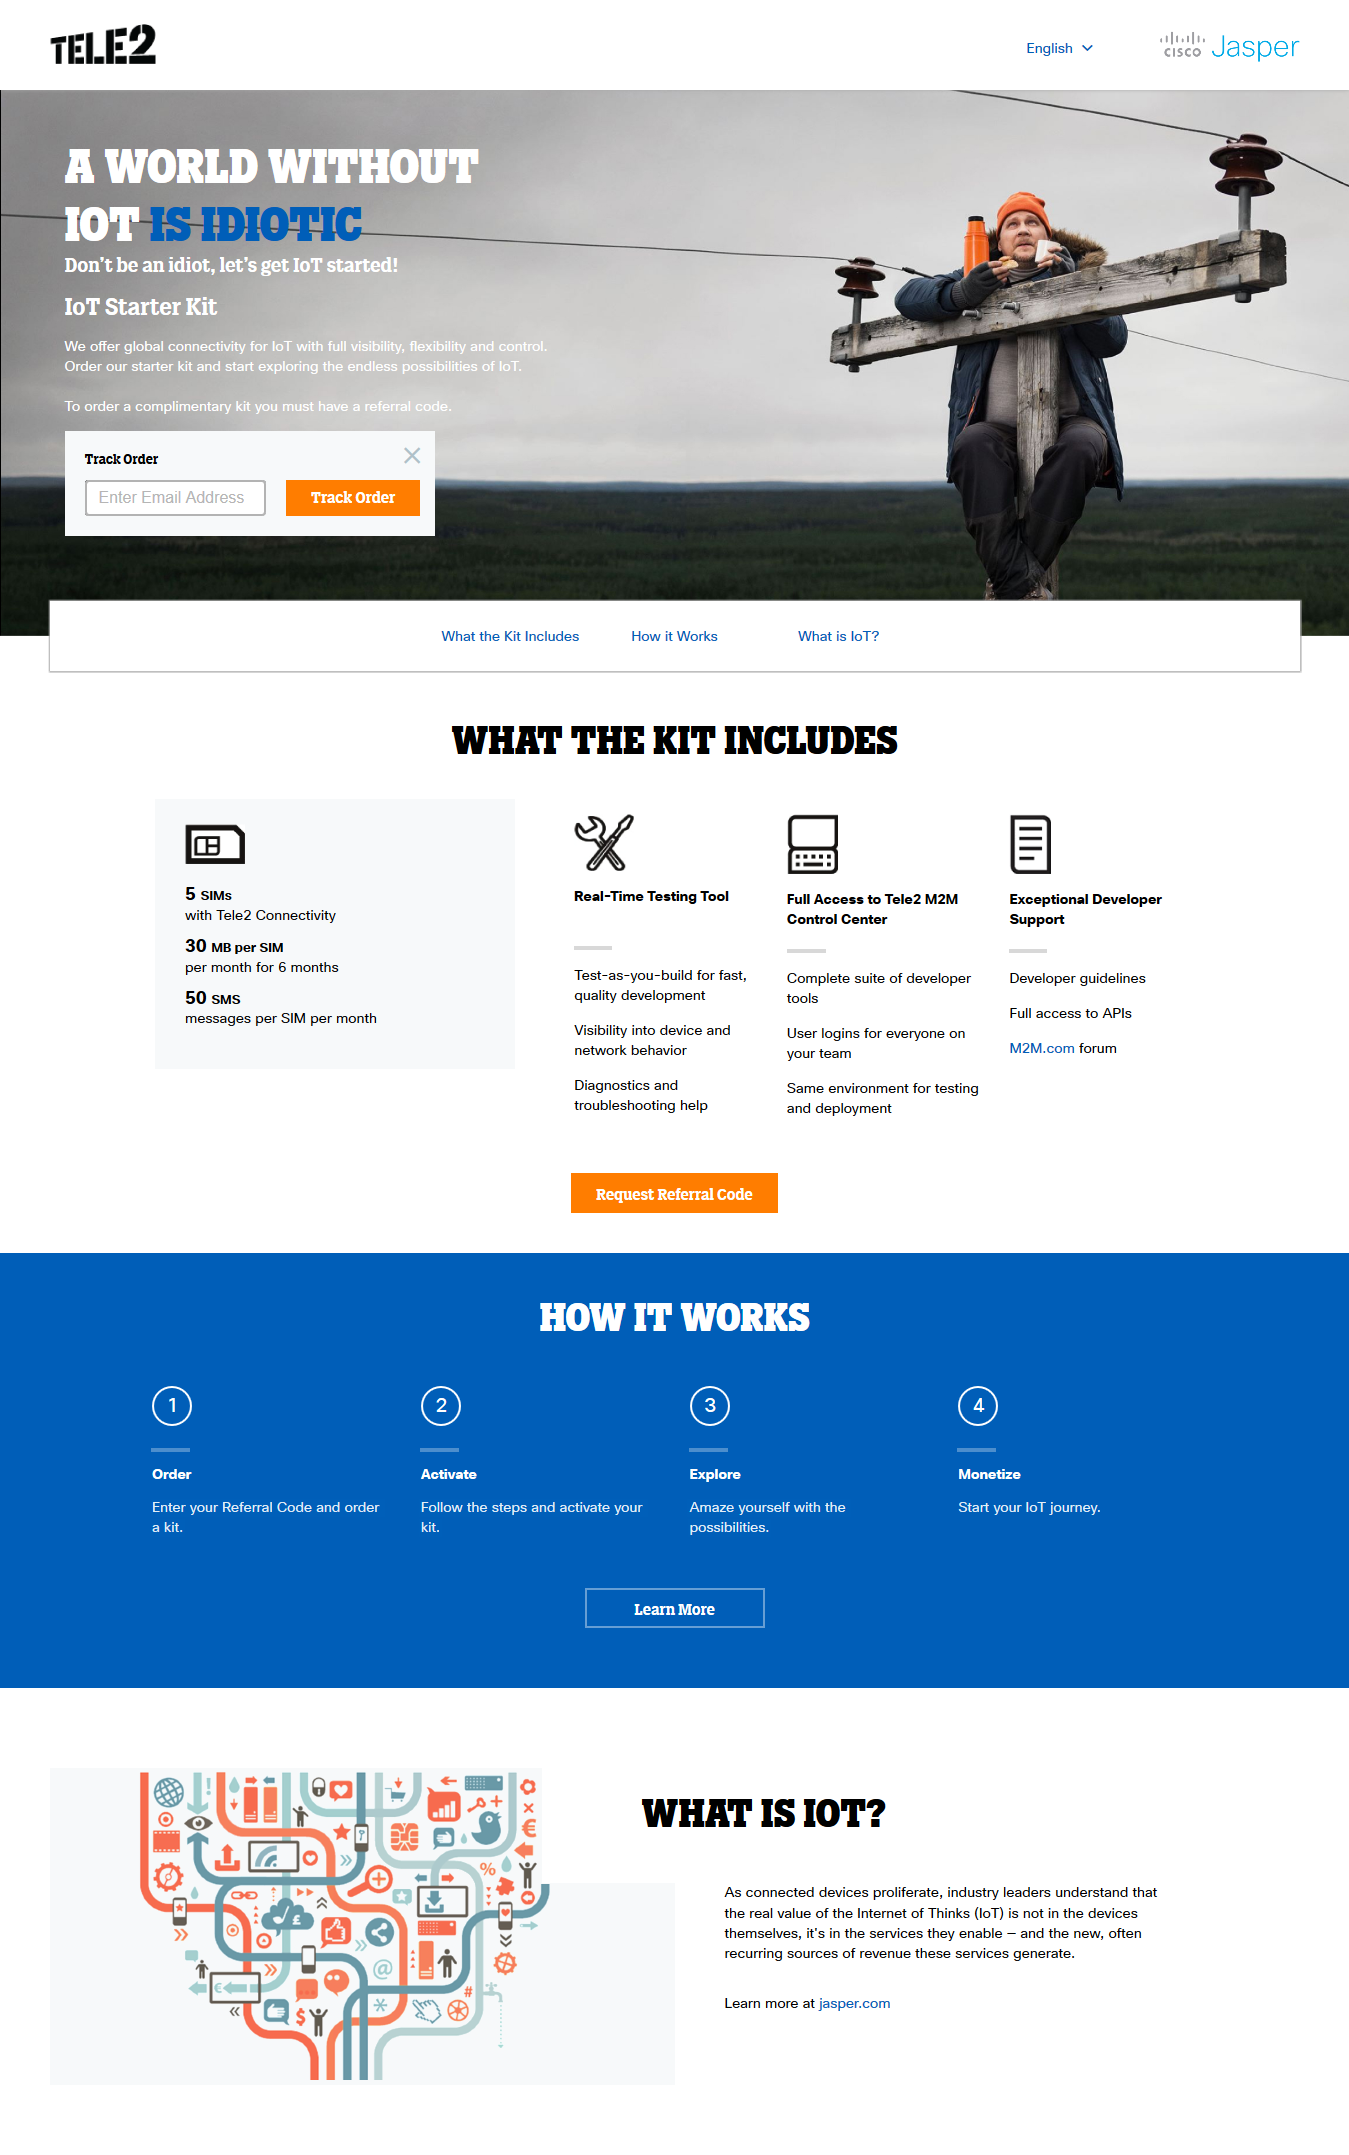 TELE2
English
CISCO Jasper
A WORLD WITHOUT
IOT IS IDIOTIC
Don't be an idiot, let's get IoT started!
IoT Starter Kit
We offer global connectivity for IoT with full visibility, flexibility and control.
Order our starter kit and start exploring the endless possibilities of IoT.
To order a complimentary kit you must have a referral code.
Track Order
Enter Email Address
Track Order
What the Kit Includes
How it Works
What is IoT?
WHAT THE KIT INCLUDES
5 SIMs
with Tele2 Connectivity
30 MB per SIM
per month for 6 months
50 SMS
messages per SIM per month
Real-Time Testing Tool
Test-as-you-build for fast,
quality development
Visibility into device and
network behavior
Diagnostics and
troubleshooting help
Full Access to Tele2 M2M
Control Center
Complete suite of developer
tools
User logins for everyone on
your team
Same environment for testing
and deployment
Exceptional Developer
Support
Developer guidelines
Full access to APIs
M2M.com forum
Request Referral Code
HOW IT WORKS
1
Order
Enter your Referral Code and order
a kit.
2
Activate
Follow the steps and activate your
kit.
3
Explore
Amaze yourself with the
possibilities.
4
Monetize
Start your IoT journey.
Learn More
WHAT IS IOT?
As connected devices proliferate, industry leaders understand that
the real value of the Internet of Thinks (IoT) is not in the devices
themselves, it's in the services they enable – and the new, often
recurring sources of revenue these services generate.
Learn more at jasper.com